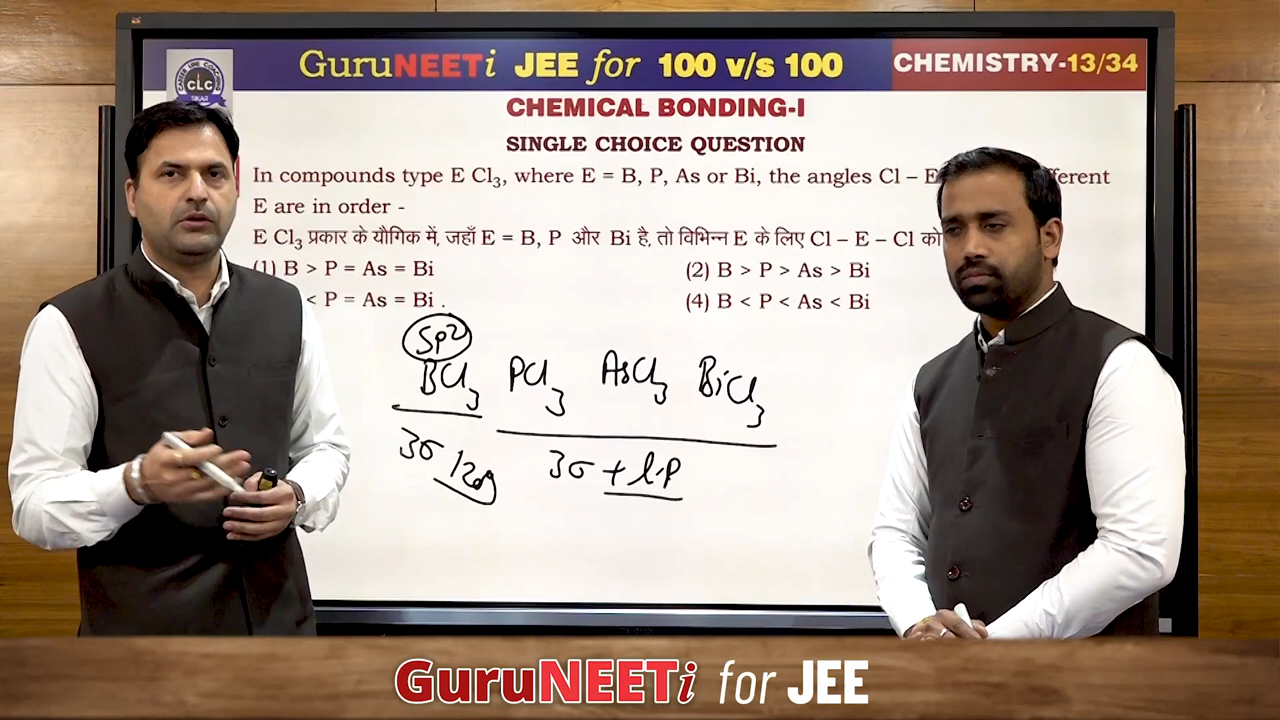 GuruNEETi JEE for 100 v/s 100
CHEMISTRY-13/34
CLC
SIKAR
CHEMICAL BONDING-I
SINGLE CHOICE QUESTION
In compounds type E Cl₃, where E = B, P, As or Bi, the angles Cl – E
E are in order -
E Cl₃ प्रकार के यौगिक में, जहाँ E = B, P और Bi है, तो विभिन्न E के लिए Cl – E – Cl को
(1) B > P = As = Bi
(2) B > P > As > Bi
< P = As = Bi .
(4) B < P < As < Bi
SP2
BCl3 PCl3 AsCl3 BiCl3
3σ 120 3σ + l.P
GuruNEETi for JEE